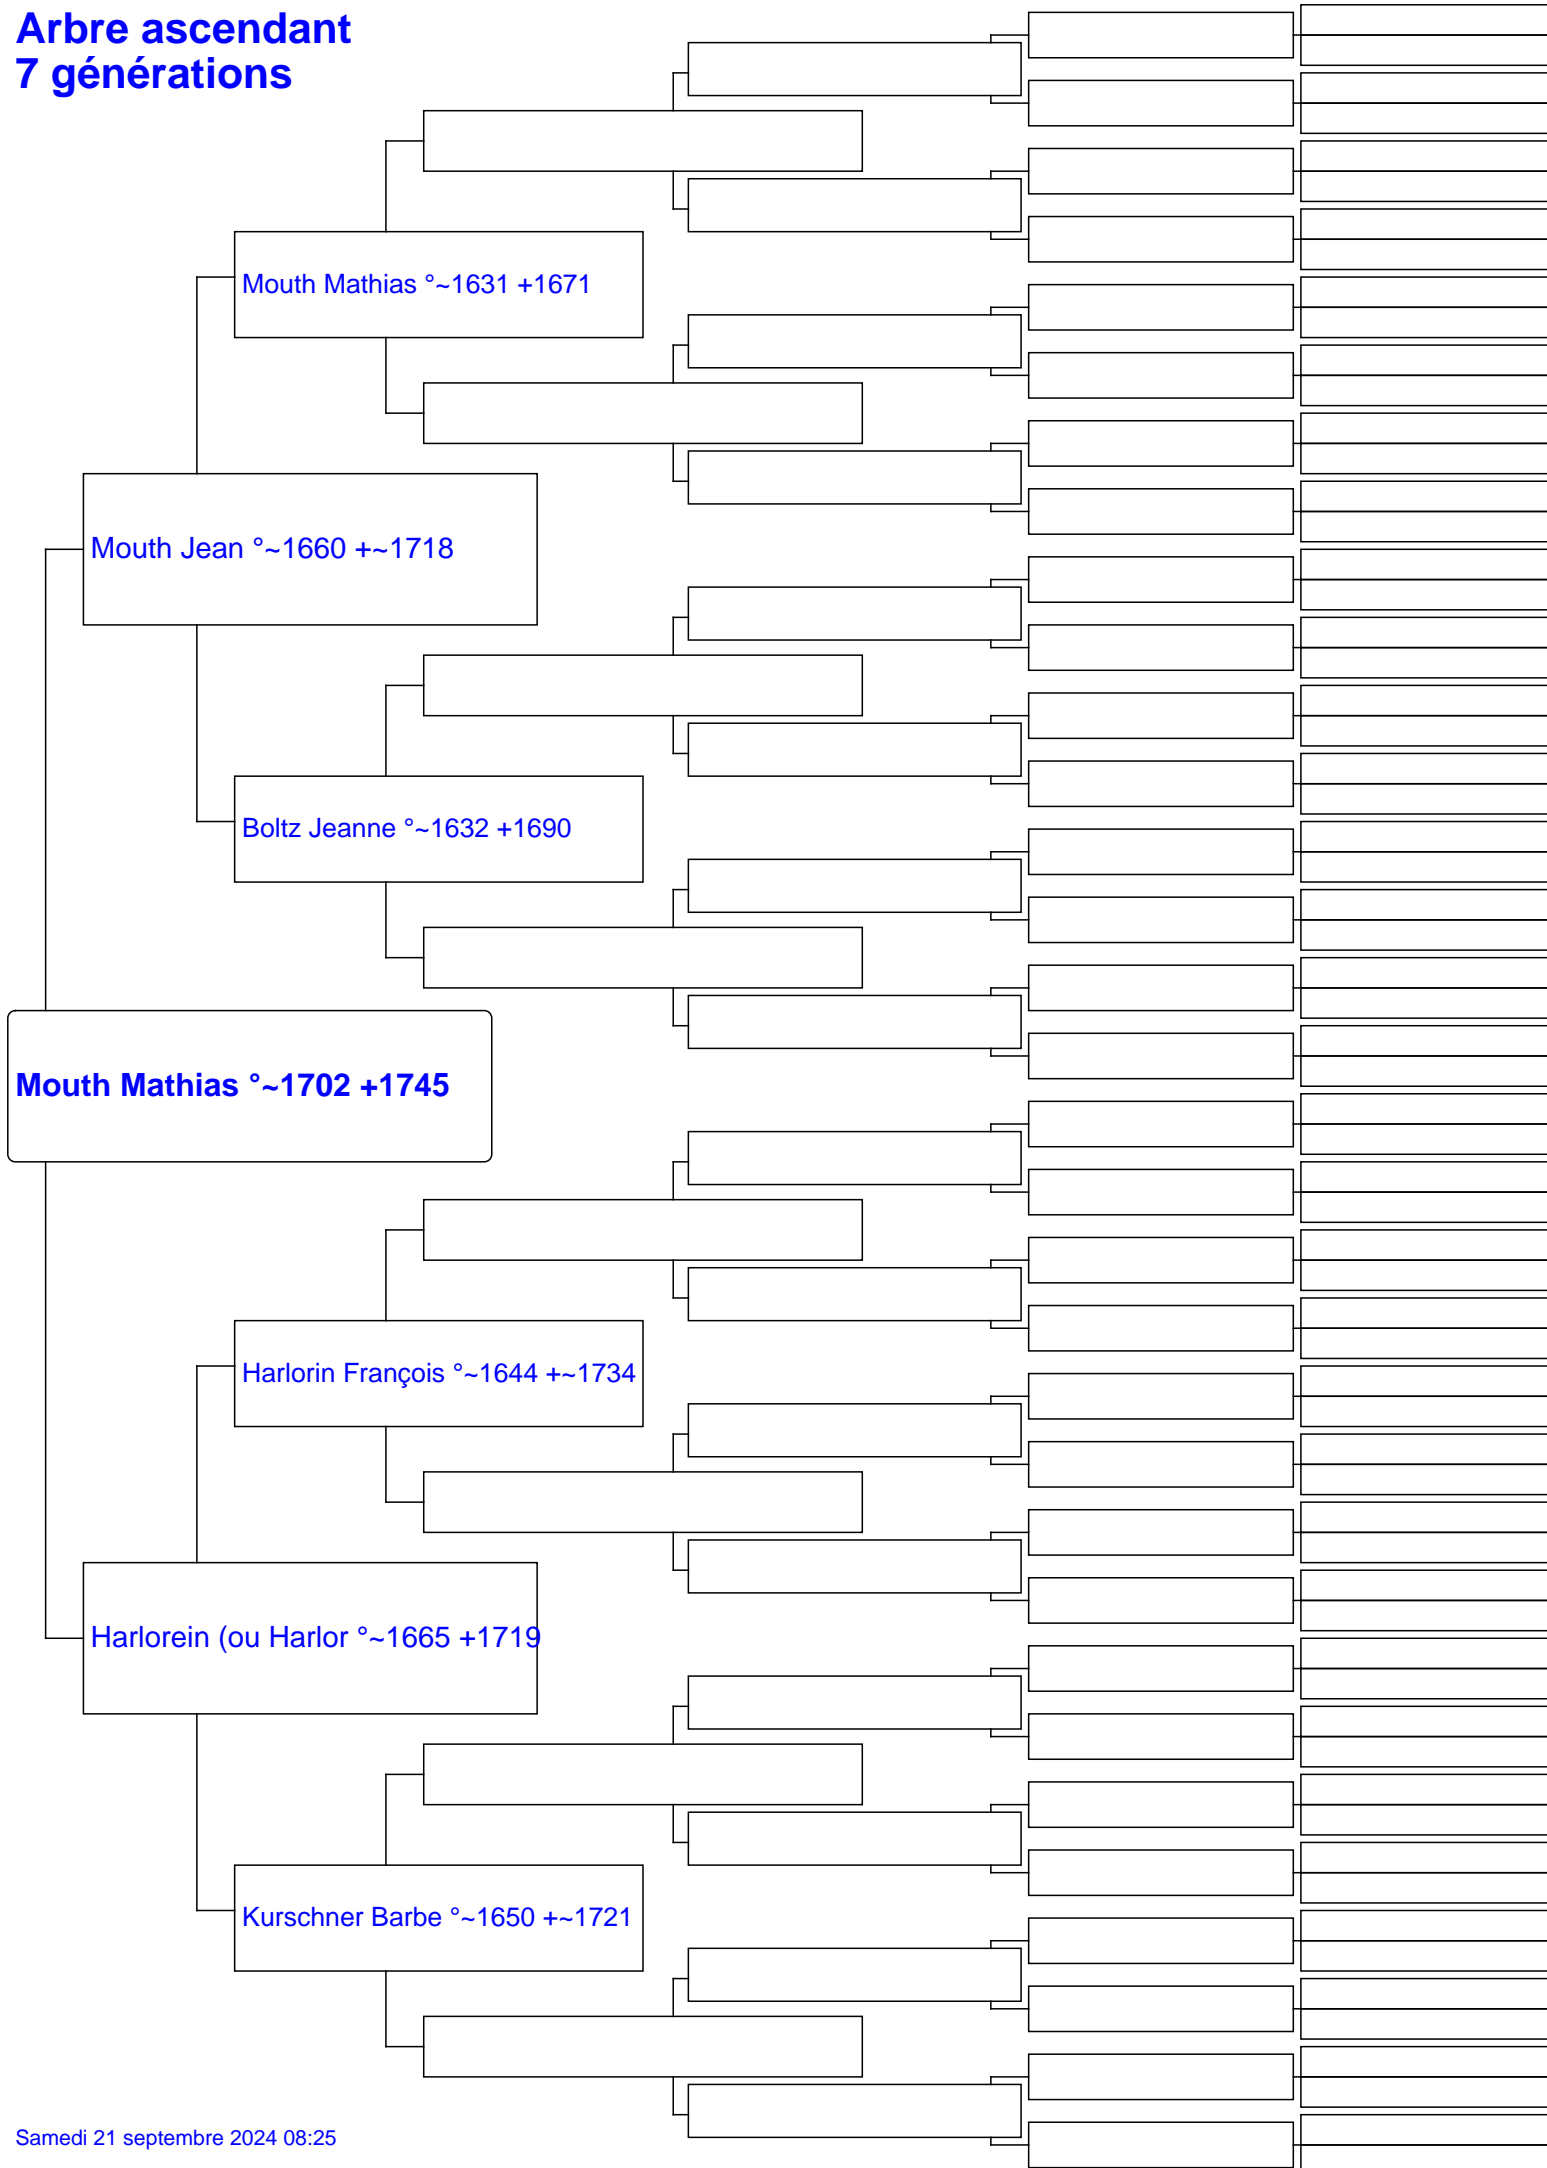 Arbre ascendant
7 générations
Mouth Mathias °~1631 +1671
Mouth Jean °~1660 +~1718
Boltz Jeanne °~1632 +1690
Mouth Mathias °~1702 +1745
Harlorin François °~1644 +~1734
Harlorein (ou Harlor °~1665 +1719
Kurschner Barbe °~1650 +~1721
Samedi 21 septembre 2024 08:25